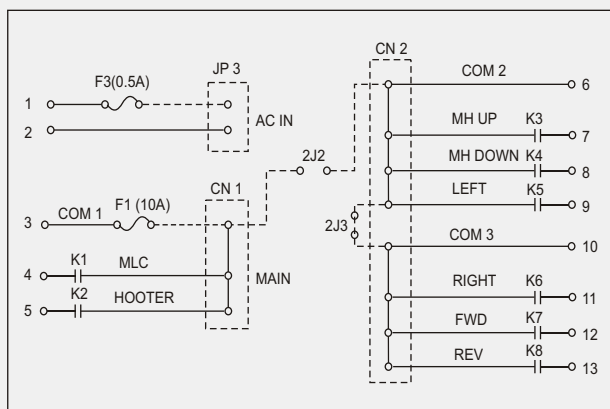 CN 2
JP 3
F3(0.5A)
COM 2
1
6
AC IN
MH UP
K3
2
7
MH DOWN
K4
2J2
8
LEFT
K5
CN 1
9
F1 (10A)
COM 1
2J3
3
COM 3
10
K1
MLC
RIGHT
K6
4
MAIN
11
K2
HOOTER
FWD
K7
5
12
REV
K8
13